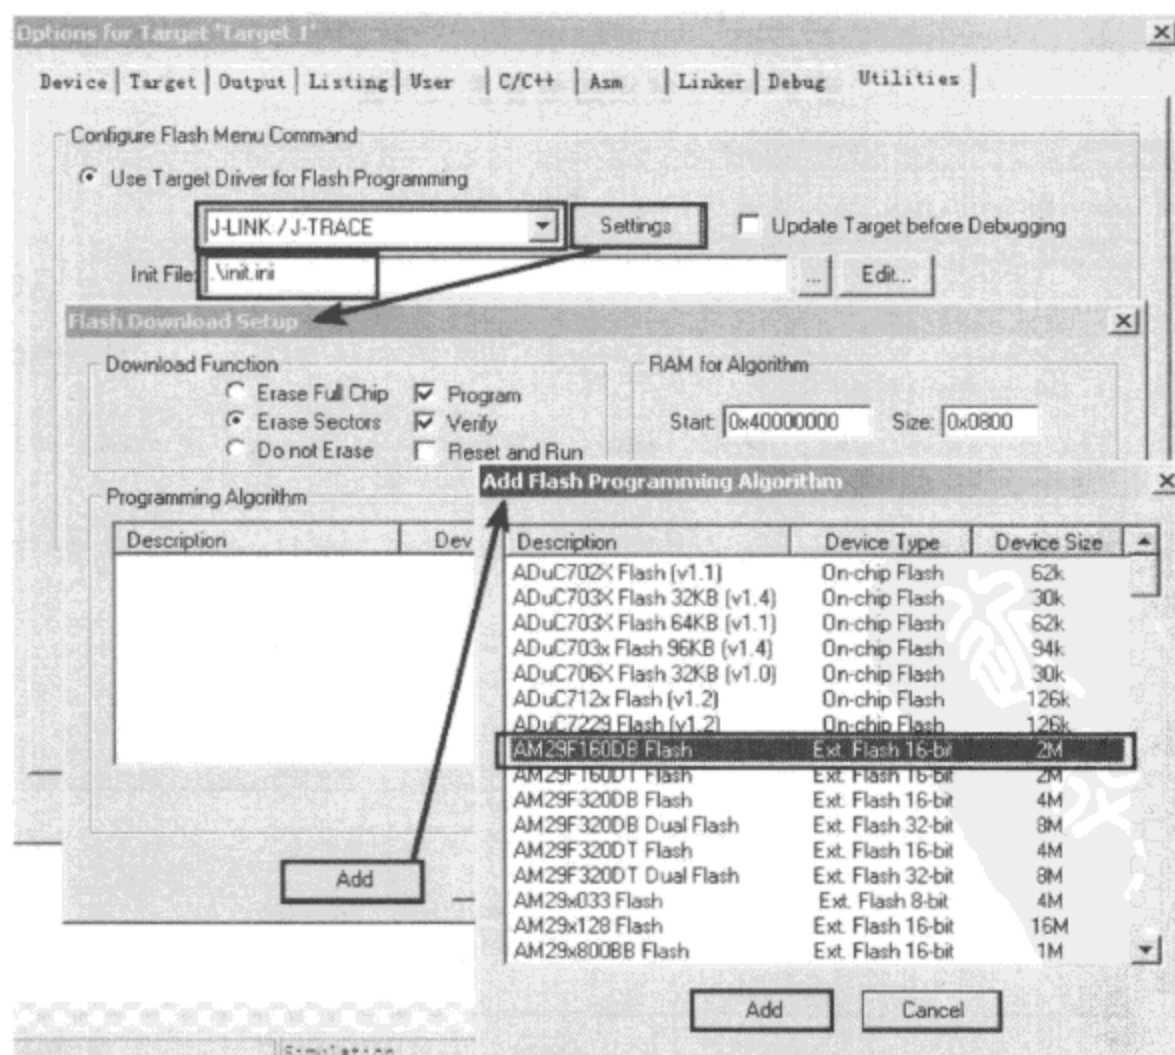 Options for Target 'Target 1'
Device Target Output Listing User C/C++ Asm Linker Debug Utilities
Configure Flash Menu Command
Use Target Driver for Flash Programming
J-LINK / J-TRACE Settings Update Target before Debugging
Init File: .\init.ini ... Edit...
Flash Download Setup
Download Function
Erase Full Chip Program
Erase Sectors Verify
Do not Erase Reset and Run
RAM for Algorithm
Start: 0x40000000 Size: 0x0800
Programming Algorithm
Description Dev
Add
Add Flash Programming Algorithm
Description Device Type Device Size
ADuC702X Flash (v1.1) On-chip Flash 62k
ADuC703X Flash 32KB (v1.4) On-chip Flash 30k
ADuC703X Flash 64KB (v1.1) On-chip Flash 62k
ADuC703x Flash 96KB (v1.4) On-chip Flash 94k
ADuC706X Flash 32KB (v1.0) On-chip Flash 30k
ADuC712x Flash (v1.2) On-chip Flash 126k
ADuC7229 Flash (v1.2) On-chip Flash 126k
AM29F160DB Flash Ext. Flash 16-bit 2M
AM29F160DT Flash Ext. Flash 16-bit 2M
AM29F320DB Flash Ext. Flash 16-bit 4M
AM29F320DB Dual Flash Ext. Flash 32-bit 8M
AM29F320DT Flash Ext. Flash 16-bit 4M
AM29F320DT Dual Flash Ext. Flash 32-bit 8M
AM29x033 Flash Ext. Flash 8-bit 4M
AM29x128 Flash Ext. Flash 16-bit 16M
AM29x800BB Flash Ext. Flash 16-bit 1M
Add Cancel
Simulation